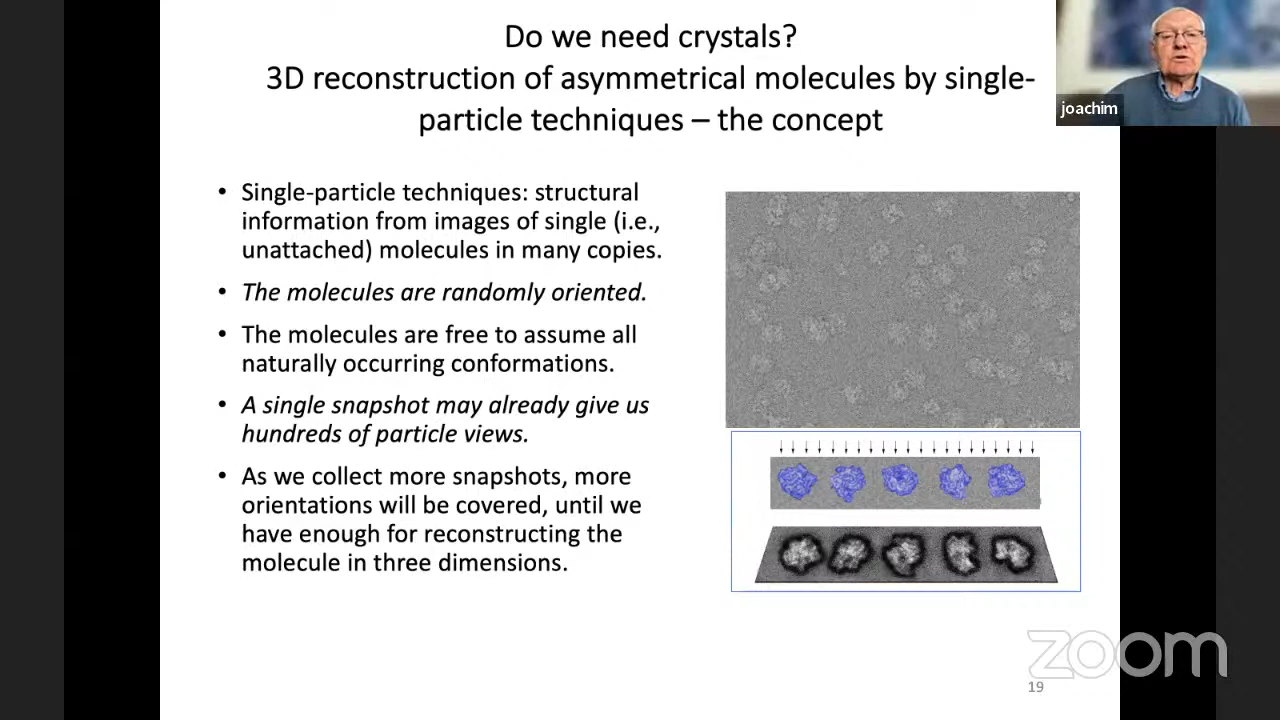 Do we need crystals?
3D reconstruction of asymmetrical molecules by single-
particle techniques – the concept
joachim
• Single-particle techniques: structural
information from images of single (i.e.,
unattached) molecules in many copies.
• The molecules are randomly oriented.
• The molecules are free to assume all
naturally occurring conformations.
• A single snapshot may already give us
hundreds of particle views.
• As we collect more snapshots, more
orientations will be covered, until we
have enough for reconstructing the
molecule in three dimensions.
zoom
19